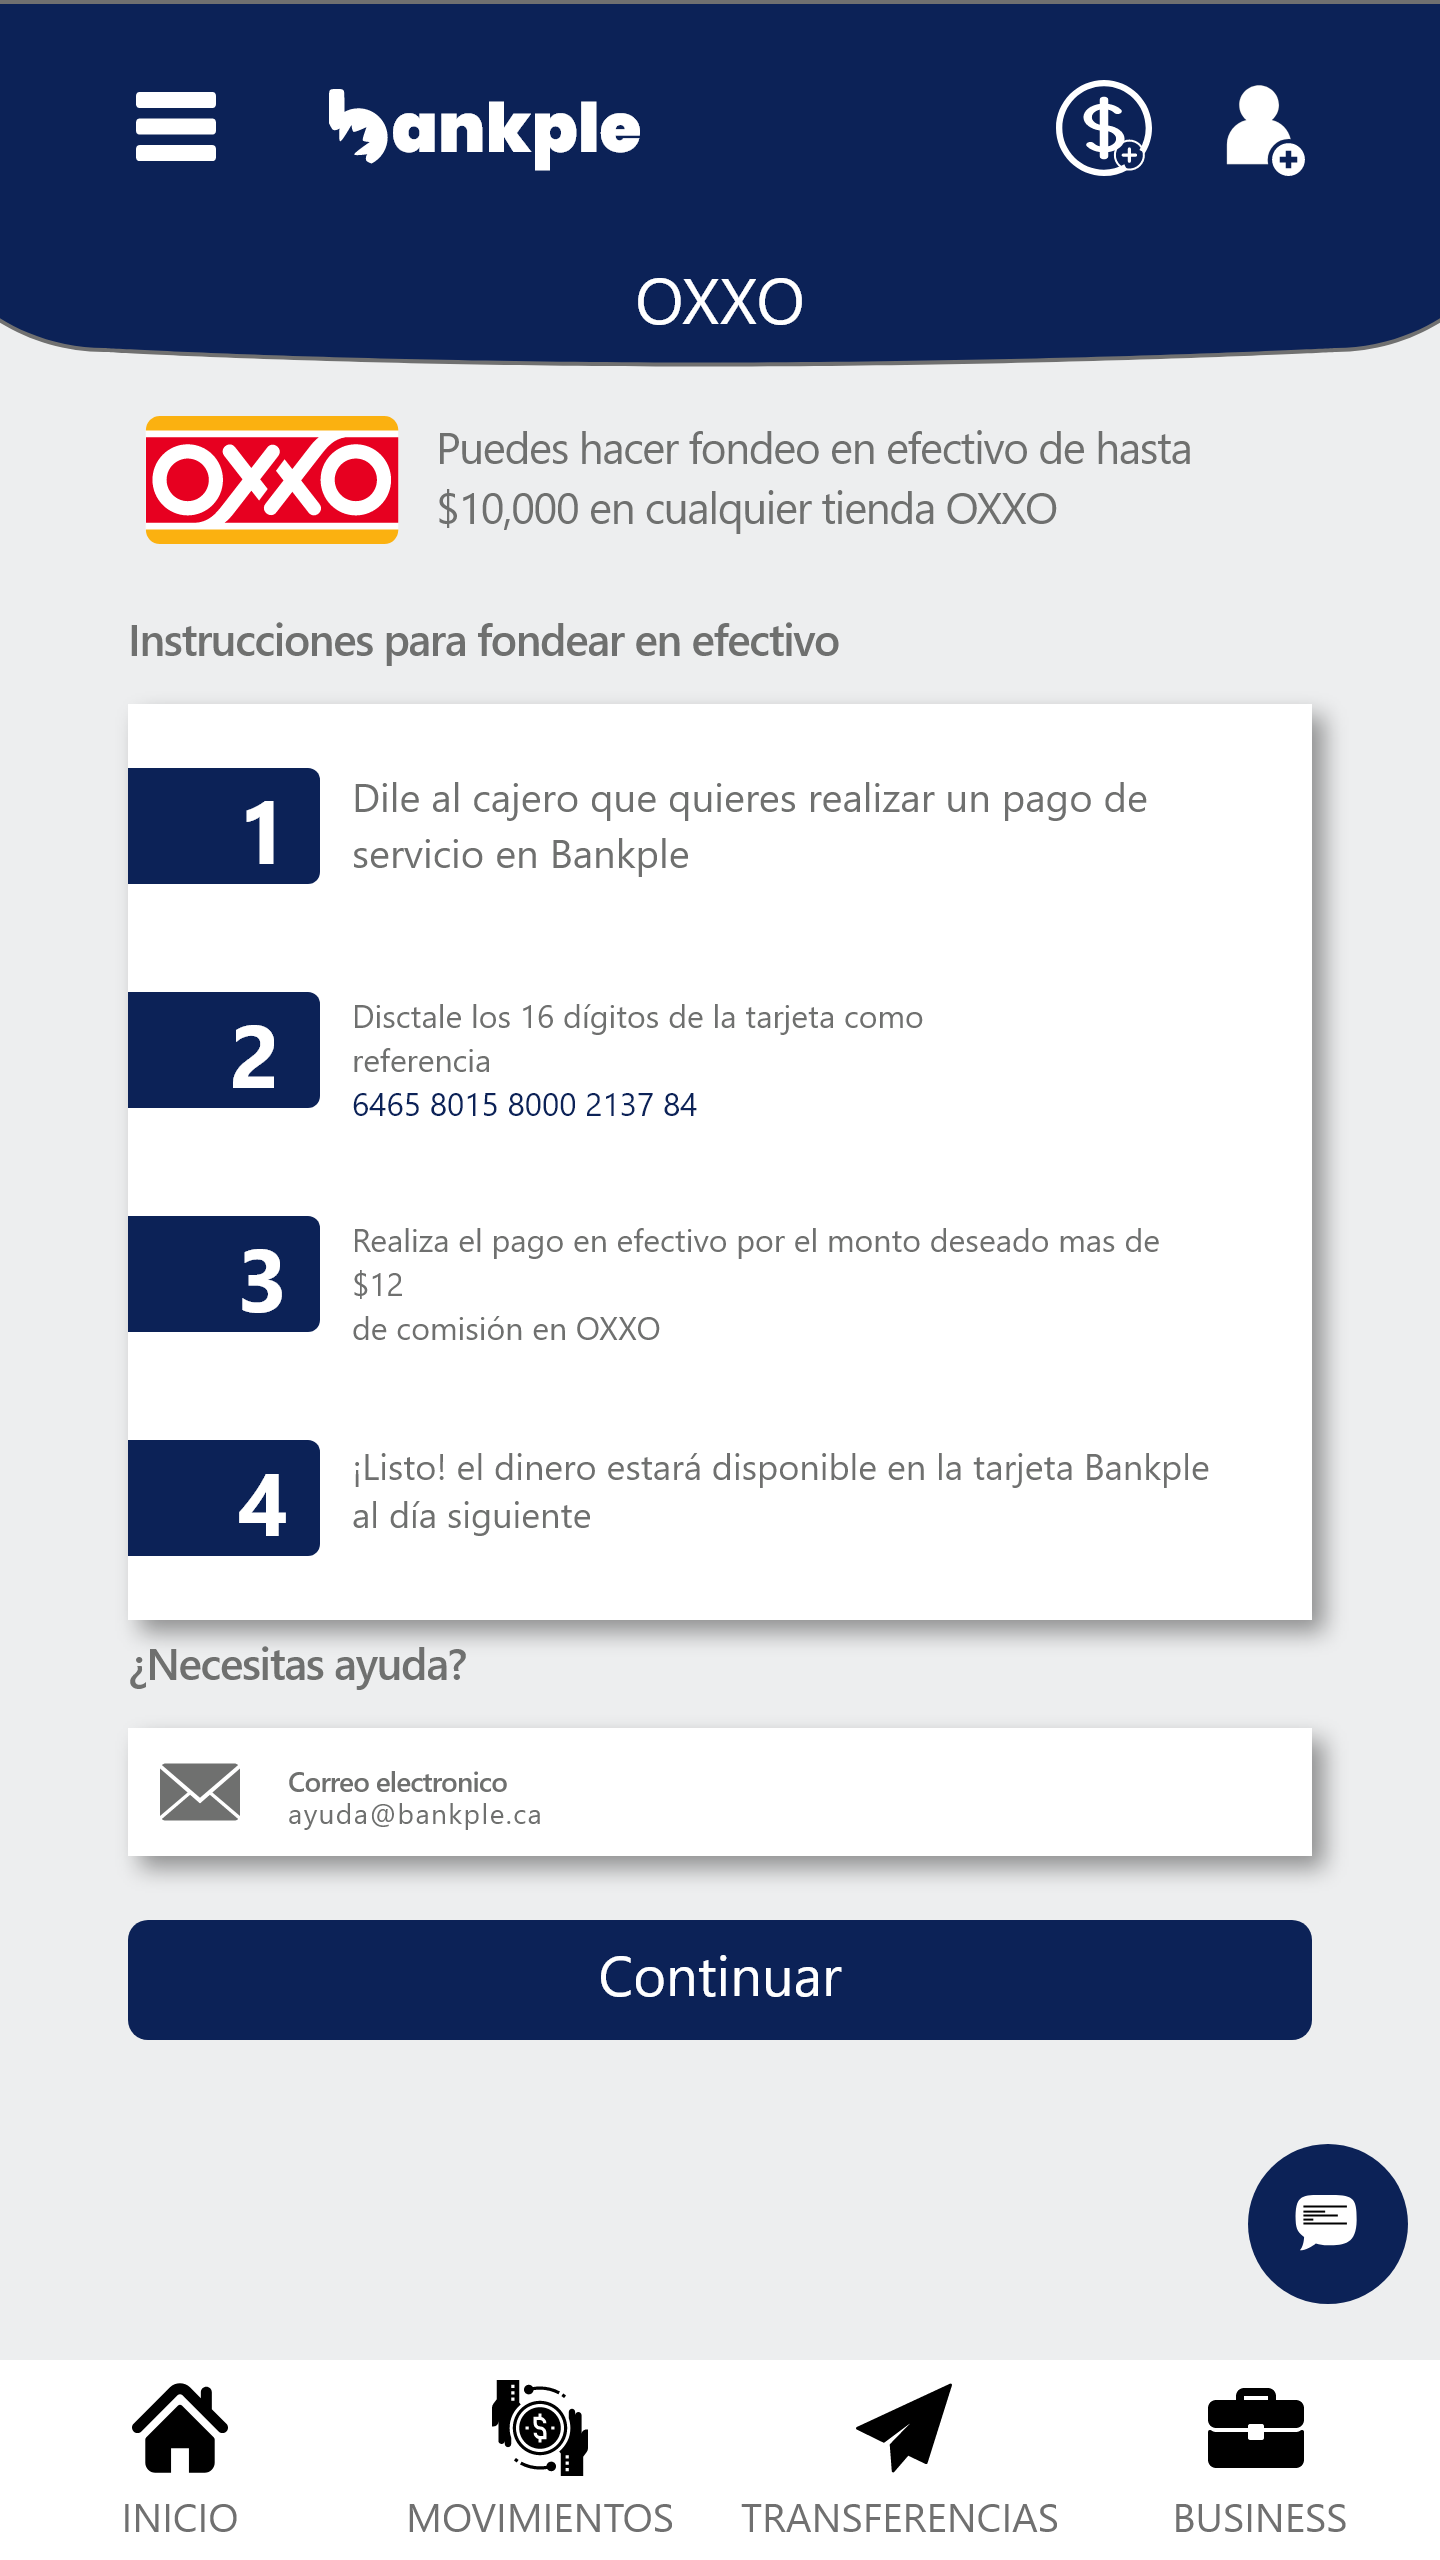 bankple
OXXO
OXXO
Puedes hacer fondeo en efectivo de hasta
$10,000 en cualquier tienda OXXO
Instrucciones para fondear en efectivo
1
Dile al cajero que quieres realizar un pago de
servicio en Bankple
2
Disctale los 16 dígitos de la tarjeta como
referencia
6465 8015 8000 2137 84
3
Realiza el pago en efectivo por el monto deseado mas de
$12
de comisión en OXXO
4
¡Listo! el dinero estará disponible en la tarjeta Bankple
al día siguiente
¿Necesitas ayuda?
Correo electronico
ayuda@bankple.ca
Continuar
INICIO
MOVIMIENTOS
TRANSFERENCIAS
BUSINESS